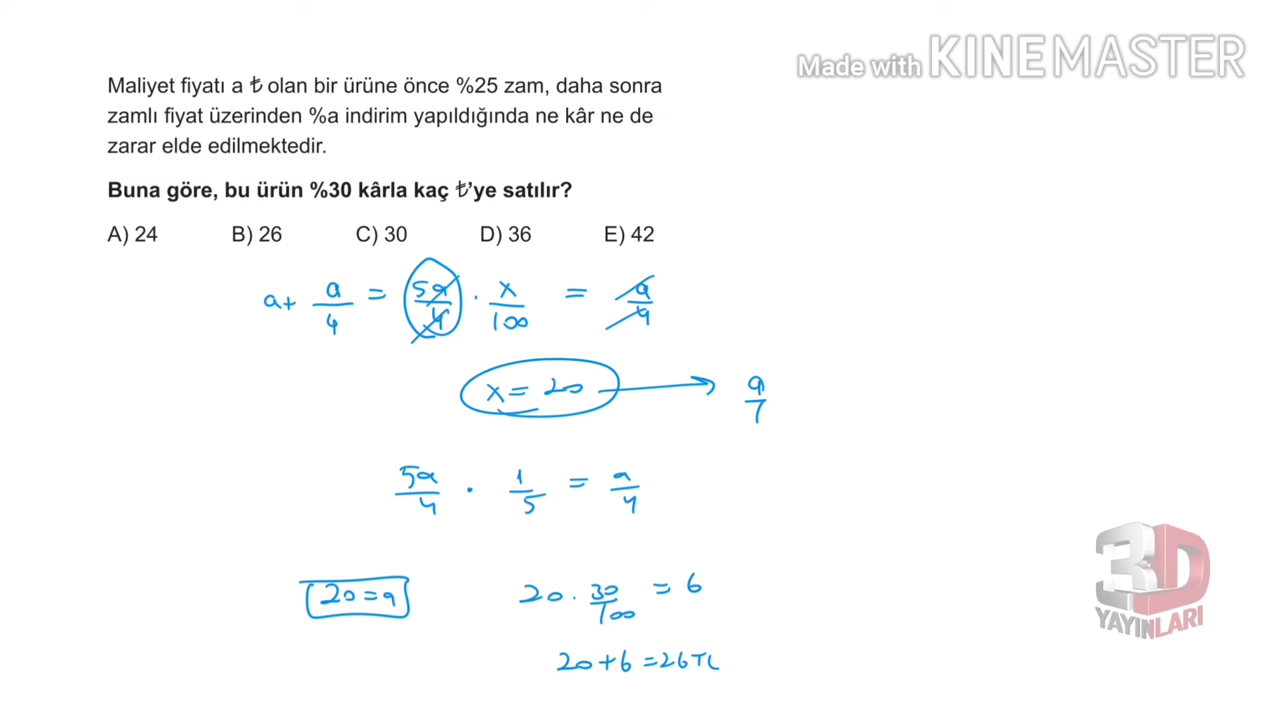 Made with KINEMASTER
Maliyet fiyatı a ₺ olan bir ürüne önce %25 zam, daha sonra
zamlı fiyat üzerinden %a indirim yapıldığında ne kâr ne de
zarar elde edilmektedir.
Buna göre, bu ürün %30 kârla kaç ₺'ye satılır?
A) 24 B) 26 C) 30 D) 36 E) 42
a+ a/4 = 5a/4 · x/100 = a/4
x = 20 → a/7
5a/4 · 1/5 = a/4
20 = a 20 · 30/100 = 6
20 + 6 = 26 TL
3D
YAYINLARI